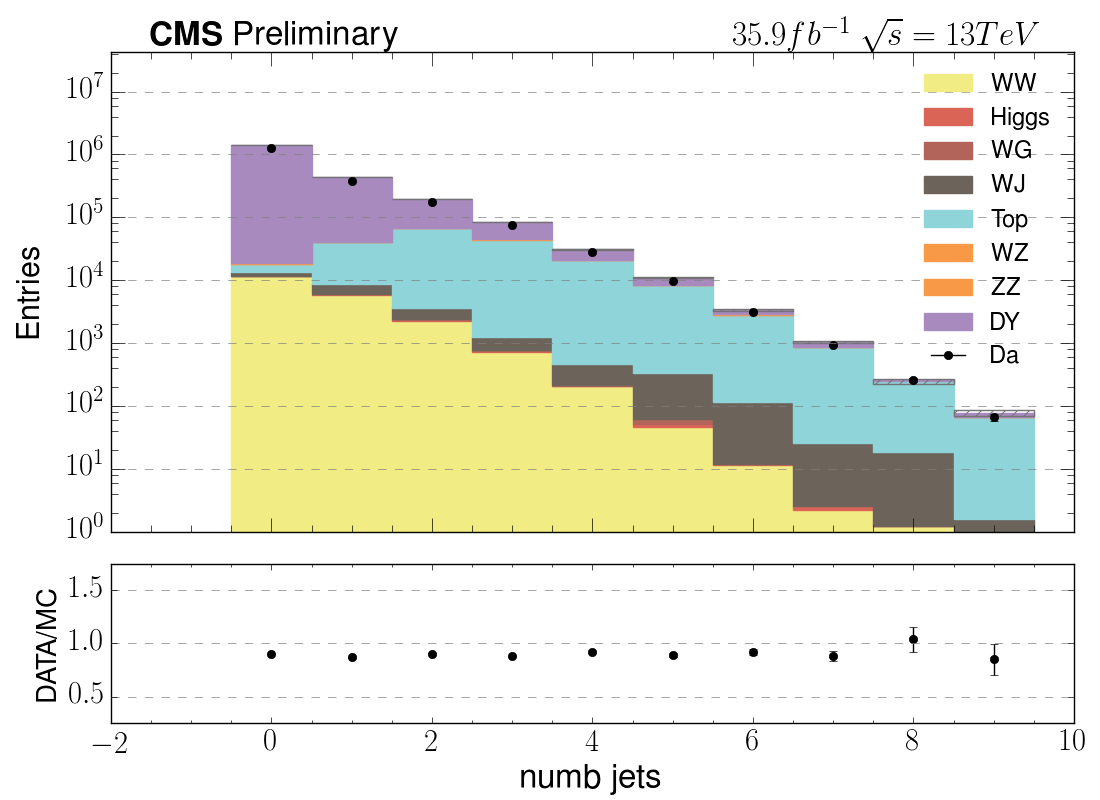 CMS Preliminary 35.9fb⁻¹ √s = 13TeV
10⁷
10⁶
10⁵
10⁴
10³
10²
10¹
10⁰
Entries
WW
Higgs
WG
WJ
Top
WZ
ZZ
DY
Da
1.5
1.0
0.5
DATA/MC
−2 0 2 4 6 8 10
numb jets